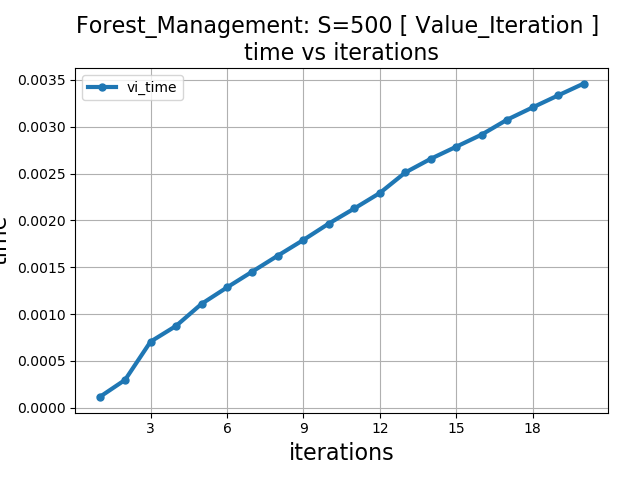 Forest_Management: S=500 [ Value_Iteration ]
time vs iterations
vi_time
0.0035
0.0030
0.0025
0.0020
0.0015
0.0010
0.0005
0.0000
time
3 6 9 12 15 18
iterations